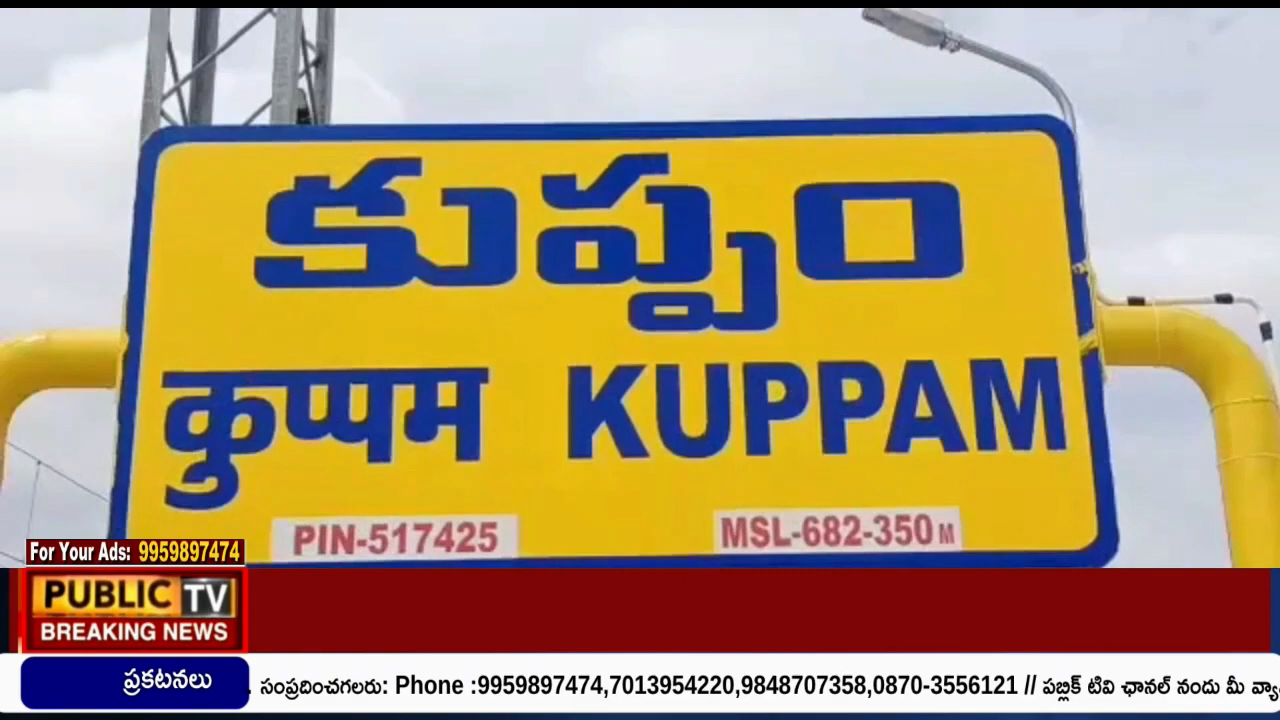 కుప్పం
कुप्पम KUPPAM
PIN-517425 MSL-682-350 M
For Your Ads: 9959897474
PUBLIC TV
BREAKING NEWS
ప్రకటనలు . సంప్రదించగలరు: Phone :9959897474,7013954220,9848707358,0870-3556121 // పబ్లిక్ టివి ఛానల్ నందు మీ